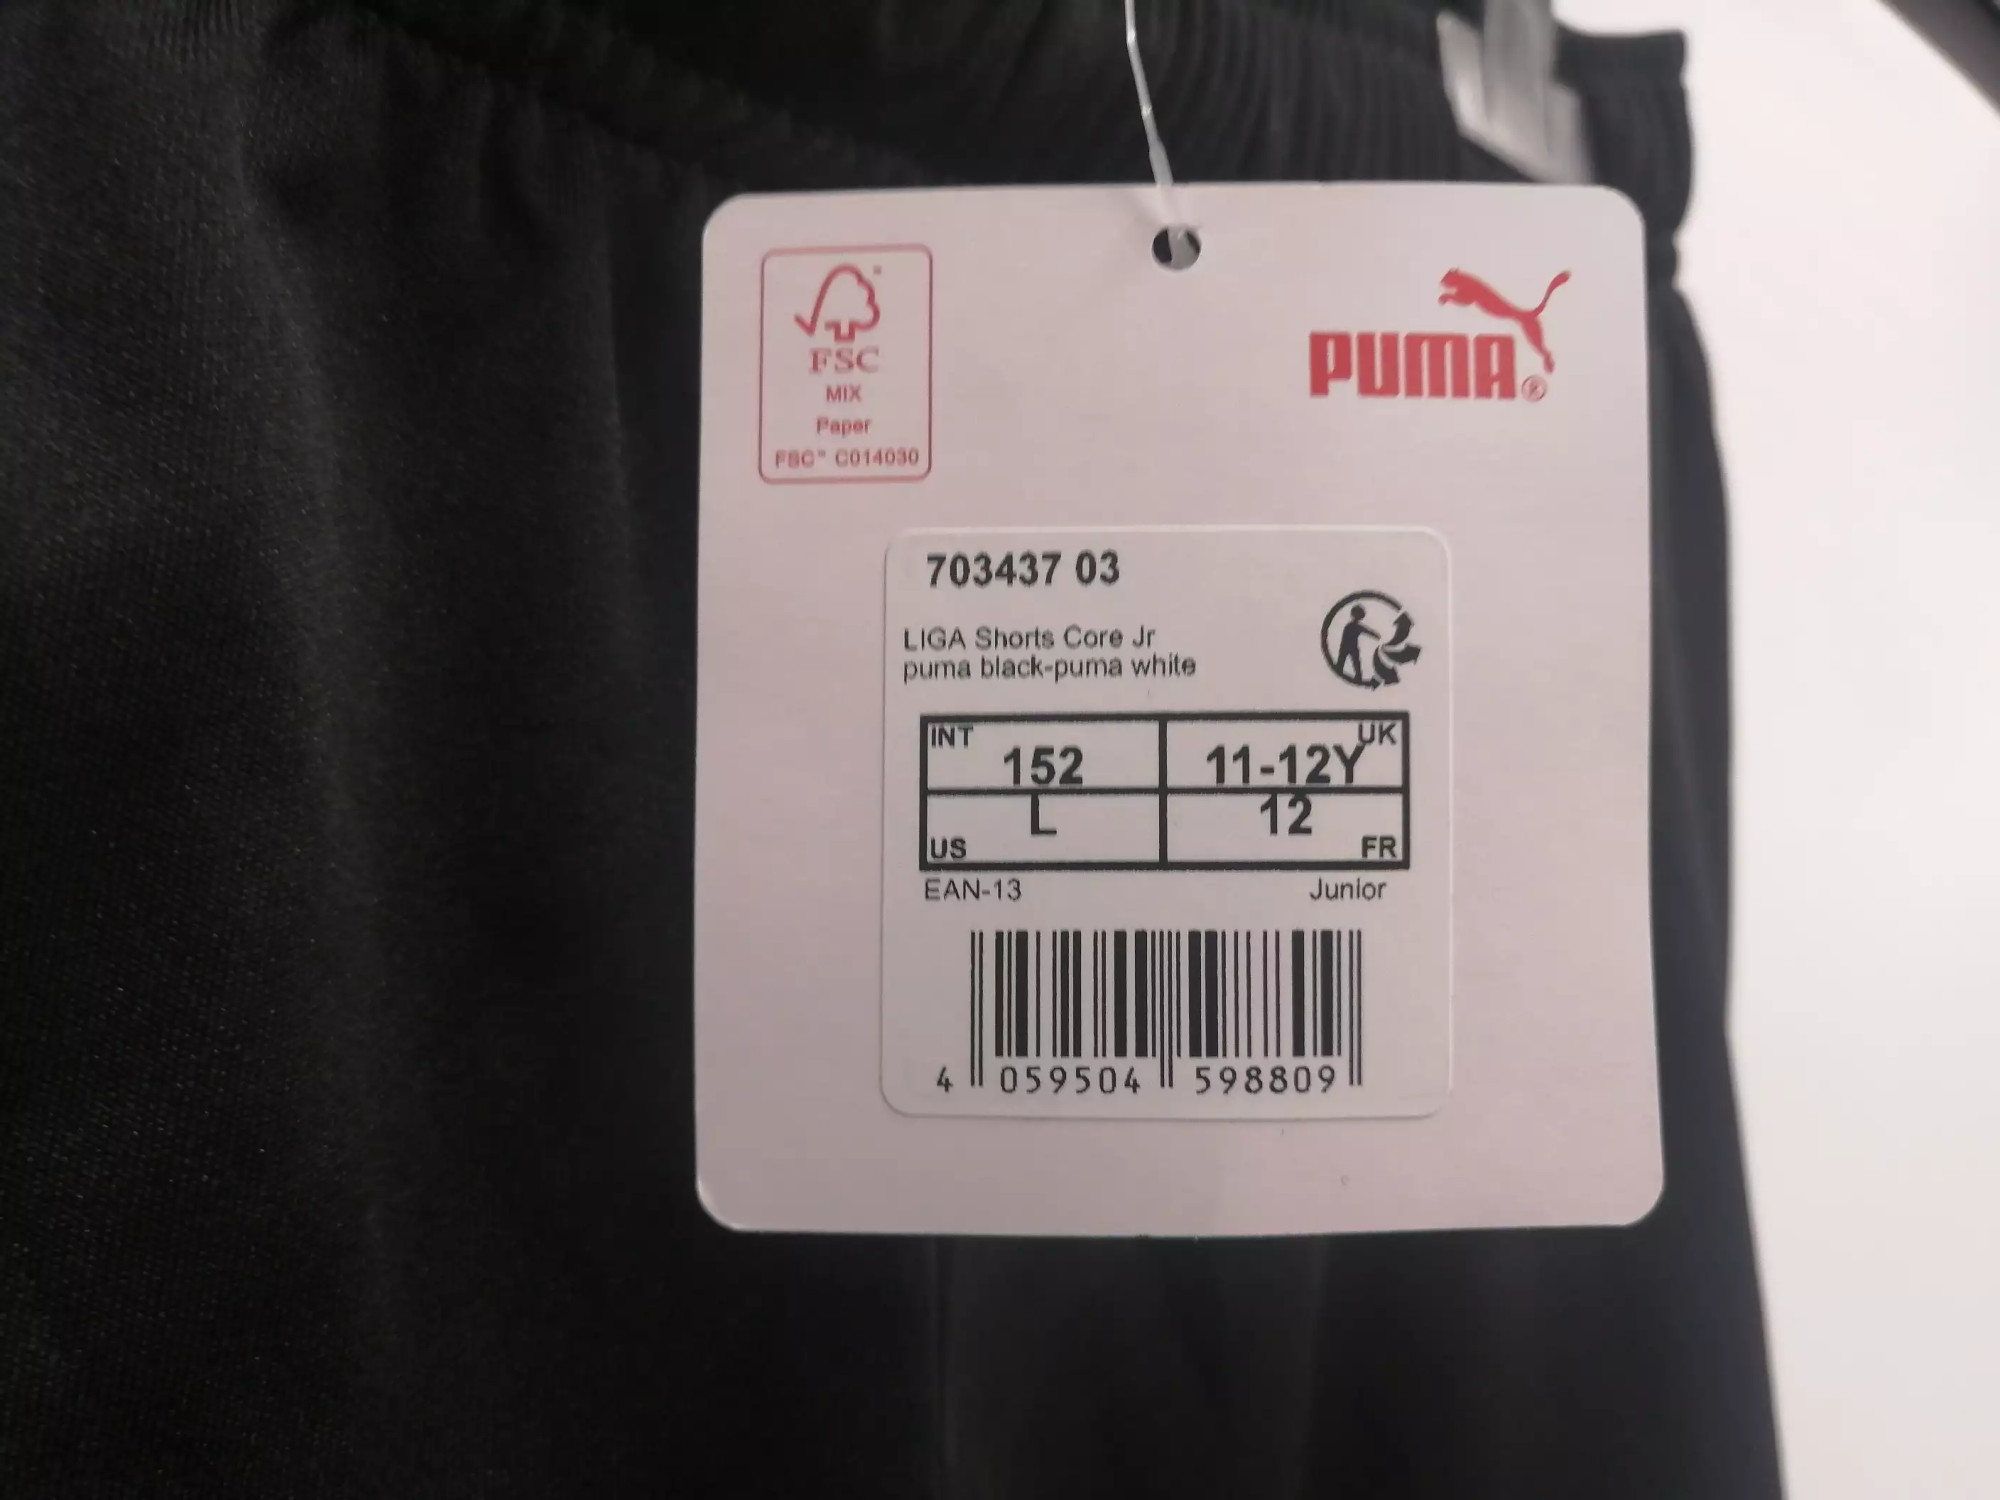 FSC
MIX
Paper
FSC™ C014030
PUMA®
703437 03
LIGA Shorts Core Jr
puma black-puma white
INT 152 11-12Y UK
US L 12 FR
EAN-13 Junior
4 059504 598809